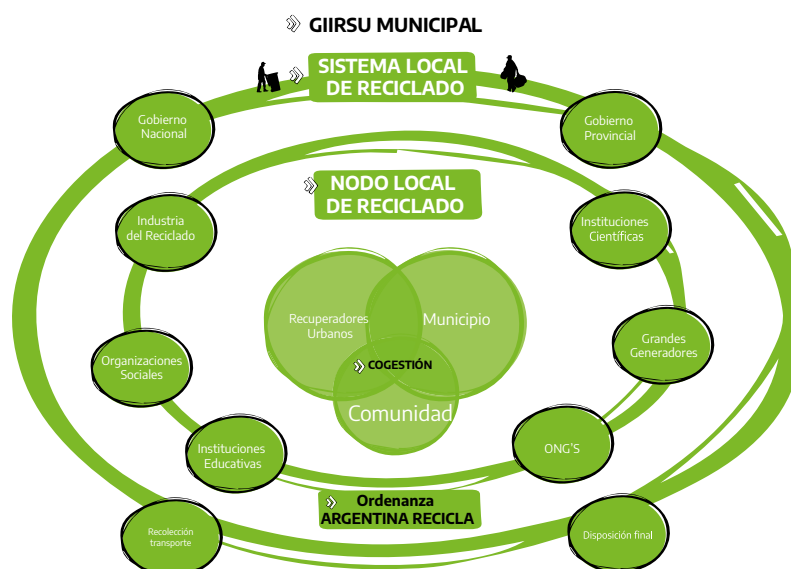 GIIRSU MUNICIPAL
SISTEMA LOCAL
DE RECICLADO
Gobierno
Nacional
Gobierno
Provincial
NODO LOCAL
DE RECICLADO
Industria
del Reciclado
Instituciones
Científicas
Recuperadores
Urbanos
Municipio
Grandes
Generadores
Organizaciones
Sociales
COGESTIÓN
Comunidad
Instituciones
Educativas
ONG'S
Ordenanza
ARGENTINA RECICLA
Recolección
transporte
Disposición final